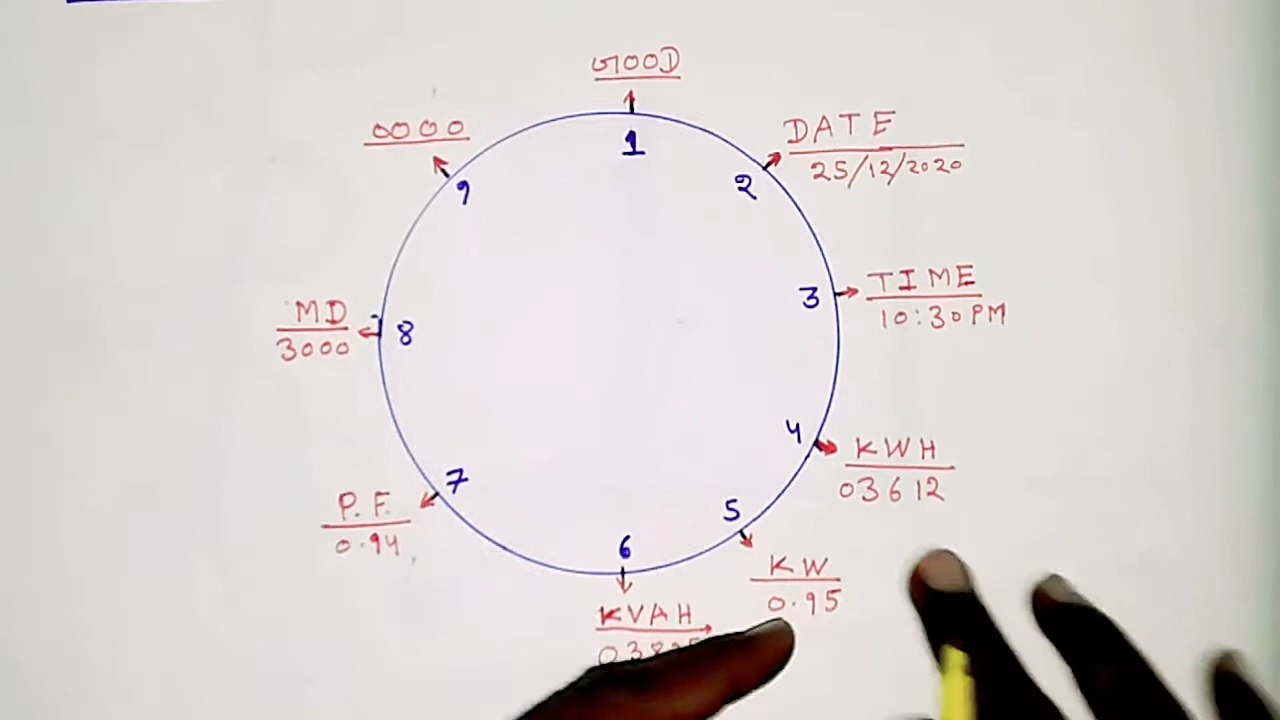 GOOD
1
2
DATE
25/12/2020
3
TIME
10:30PM
4
KWH
03612
5
KW
0.95
6
KVAH
7
P.F.
0.94
8
MD
3000
9
0000